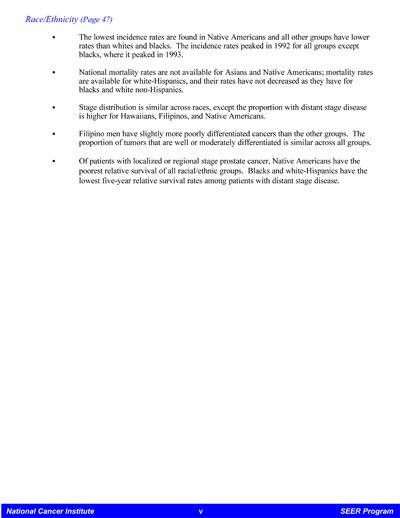 Race/Ethnicity (Page 47)
• The lowest incidence rates are found in Native Americans and all other groups have lower
rates than whites and blacks. The incidence rates peaked in 1992 for all groups except
blacks, where it peaked in 1993.
• National mortality rates are not available for Asians and Native Americans; mortality rates
are available for white-Hispanics, and their rates have not decreased as they have for
blacks and white non-Hispanics.
• Stage distribution is similar across races, except the proportion with distant stage disease
is higher for Hawaiians, Filipinos, and Native Americans.
• Filipino men have slightly more poorly differentiated cancers than the other groups. The
proportion of tumors that are well or moderately differentiated is similar across all groups.
• Of patients with localized or regional stage prostate cancer, Native Americans have the
poorest relative survival of all racial/ethnic groups. Blacks and white-Hispanics have the
lowest five-year relative survival rates among patients with distant stage disease.
National Cancer Institute v SEER Program